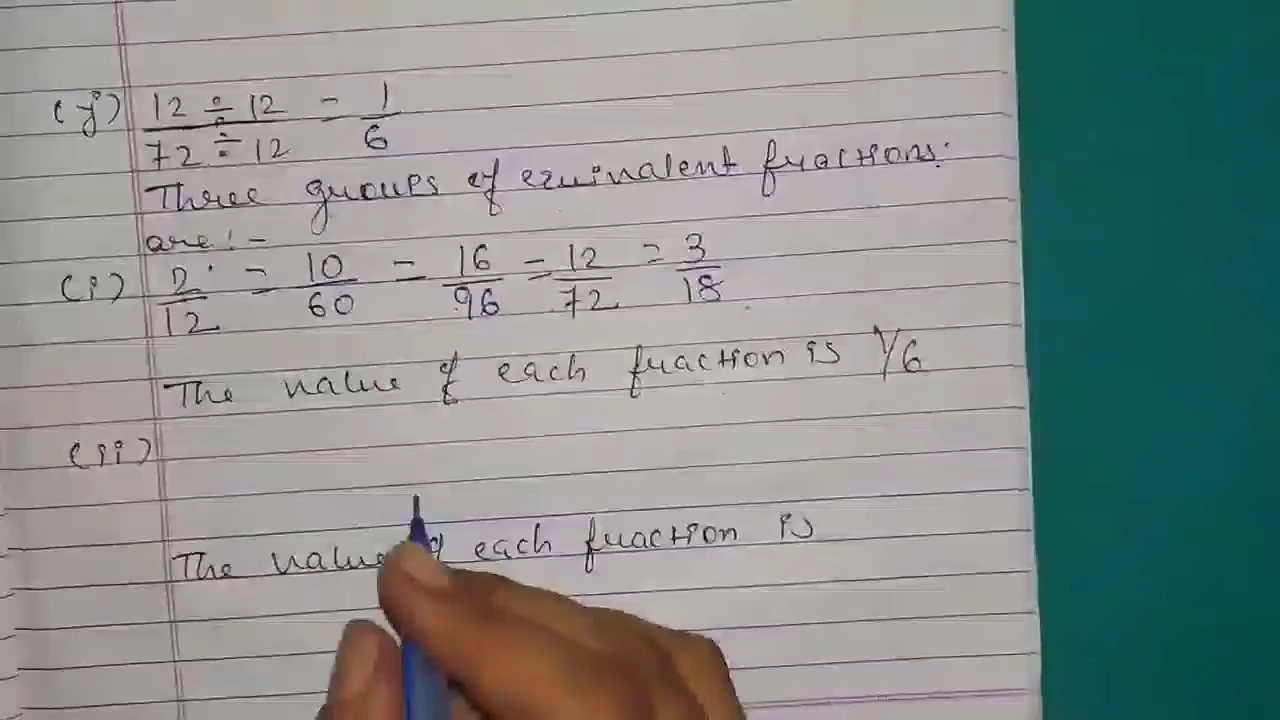 (j) 12 ÷ 12 / 72 ÷ 12 = 1/6
Three groups of equivalent fractions
are:-
(i) 2/12 = 10/60 = 16/96 = 12/72 = 3/18
The value of each fraction is 1/6
(ii)
The value of each fraction is